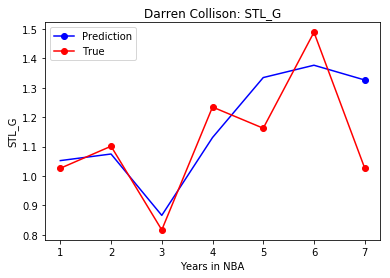 Darren Collison: STL_G
Prediction
True
1.5
1.4
1.3
1.2
1.1
1.0
0.9
0.8
STL_G
1 2 3 4 5 6 7
Years in NBA